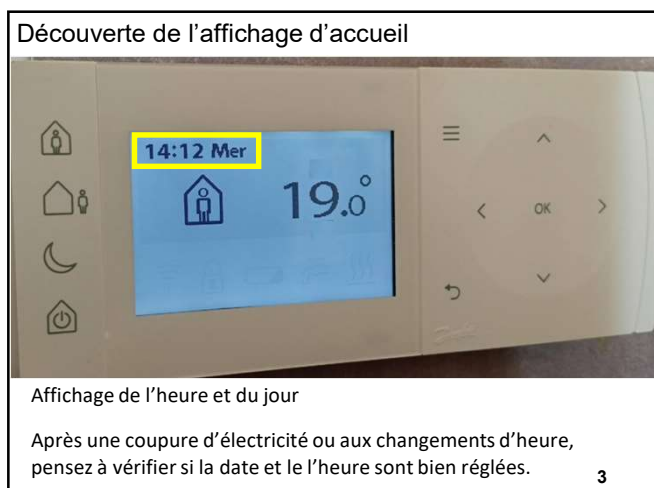 Découverte de l’affichage d’accueil
14:12 Mer
19.0°
OK
Affichage de l’heure et du jour
Après une coupure d’électricité ou aux changements d’heure,
pensez à vérifier si la date et le l’heure sont bien réglées.
3